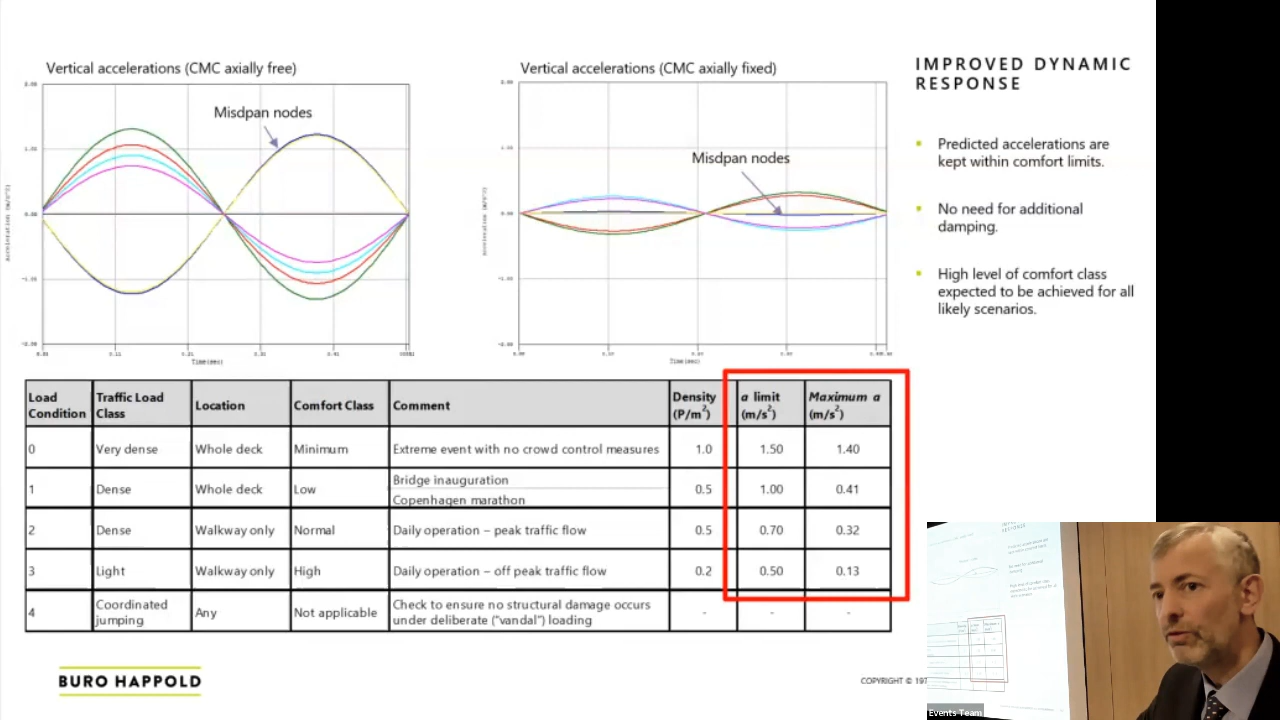 Vertical accelerations (CMC axially free)
Vertical accelerations (CMC axially fixed)
IMPROVED DYNAMIC
RESPONSE
Misdpan nodes
Misdpan nodes
Time(sec)
Time(sec)
• Predicted accelerations are
kept within comfort limits.
• No need for additional
damping.
• High level of comfort class
expected to be achieved for all
likely scenarios.
Load Condition Traffic Load Class Location Comfort Class Comment Density (P/m²) a limit (m/s²) Maximum a (m/s²)
0 Very dense Whole deck Minimum Extreme event with no crowd control measures 1.0 1.50 1.40
1 Dense Whole deck Low Bridge inauguration Copenhagen marathon 0.5 1.00 0.41
2 Dense Walkway only Normal Daily operation – peak traffic flow 0.5 0.70 0.32
3 Light Walkway only High Daily operation – off peak traffic flow 0.2 0.50 0.13
4 Coordinated jumping Any Not applicable Check to ensure no structural damage occurs under deliberate ("vandal") loading - - -
BURO HAPPOLD
COPYRIGHT ©
Events Team